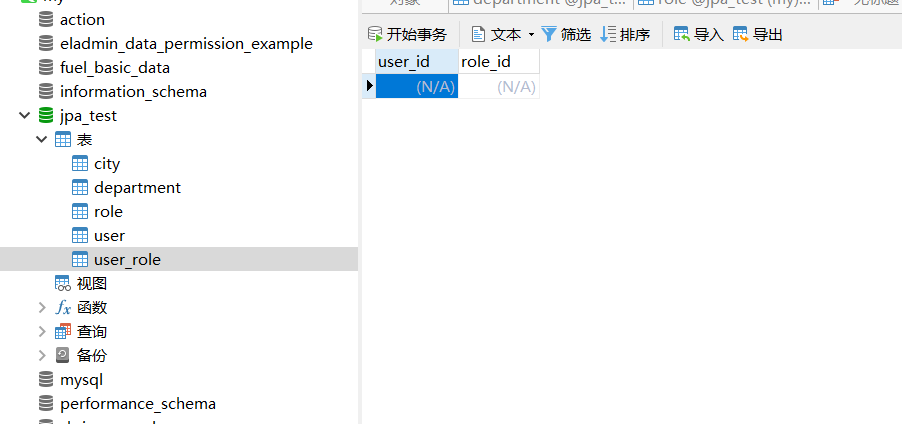 my
action
eladmin_data_permission_example
fuel_basic_data
information_schema
jpa_test
表
city
department
role
user
user_role
视图
fx 函数
查询
备份
mysql
performance_schema
对象 department @jpa_t... role @jpa_test (my)... 无标题
开始事务 文本 筛选 排序 导入 导出
user_id role_id
(N/A) (N/A)